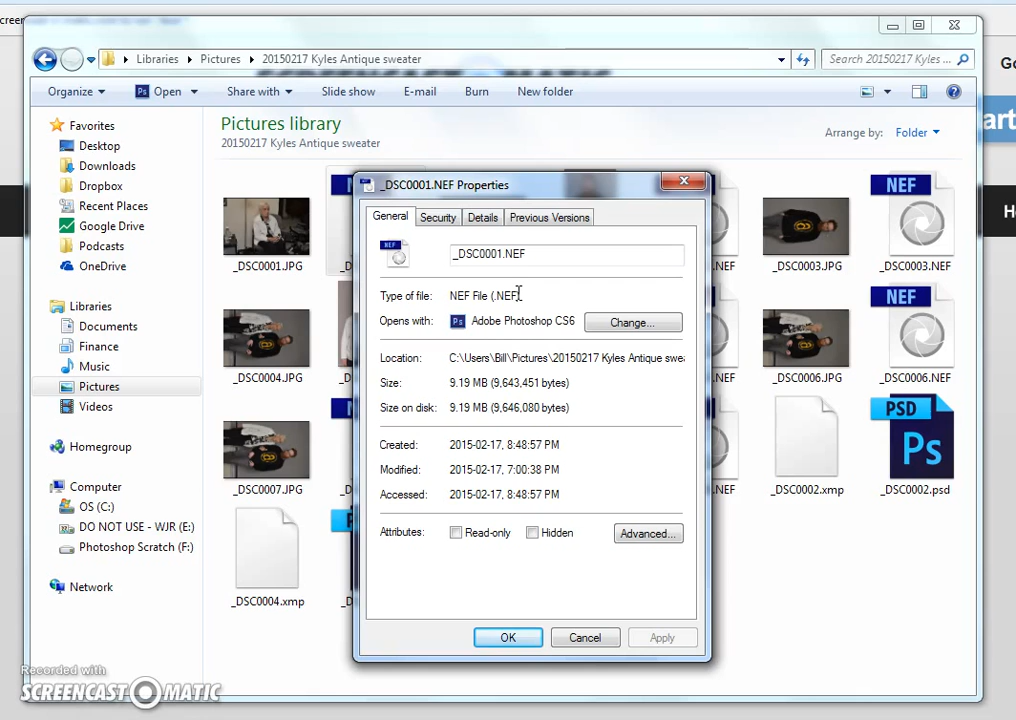 Libraries
Pictures
20150217 Kyles Antique sweater
Search 20150217 Kyles ...
Organize
Ps
Open
Share with
Slide show
E-mail
Burn
New folder
Pictures library
20150217 Kyles Antique sweater
Arrange by:
Folder
Favorites
Desktop
Downloads
Dropbox
Recent Places
Google Drive
Podcasts
OneDrive
Libraries
Documents
Finance
Music
Pictures
Videos
Homegroup
Computer
OS (C:)
DO NOT USE - WJR (E:)
Photoshop Scratch (F:)
Network
_DSC0001.JPG
_DSC0003.JPG
NEF
_DSC0003.NEF
_DSC0004.JPG
_DSC0006.JPG
NEF
_DSC0006.NEF
_DSC0007.JPG
_DSC0002.xmp
PSD
Ps
_DSC0002.psd
_DSC0004.xmp
_DSC0001.NEF Properties
General
Security
Details
Previous Versions
NEF
_DSC0001.NEF
Type of file:
NEF File (.NEF)
Opens with:
Ps
Adobe Photoshop CS6
Change...
Location:
C:\Users\Bill\Pictures\20150217 Kyles Antique swea
Size:
9.19 MB (9,643,451 bytes)
Size on disk:
9.19 MB (9,646,080 bytes)
Created:
2015-02-17, 8:48:57 PM
Modified:
2015-02-17, 7:00:38 PM
Accessed:
2015-02-17, 8:48:57 PM
Attributes:
Read-only
Hidden
Advanced...
OK
Cancel
Apply
Recorded with
SCREENCAST-O-MATIC